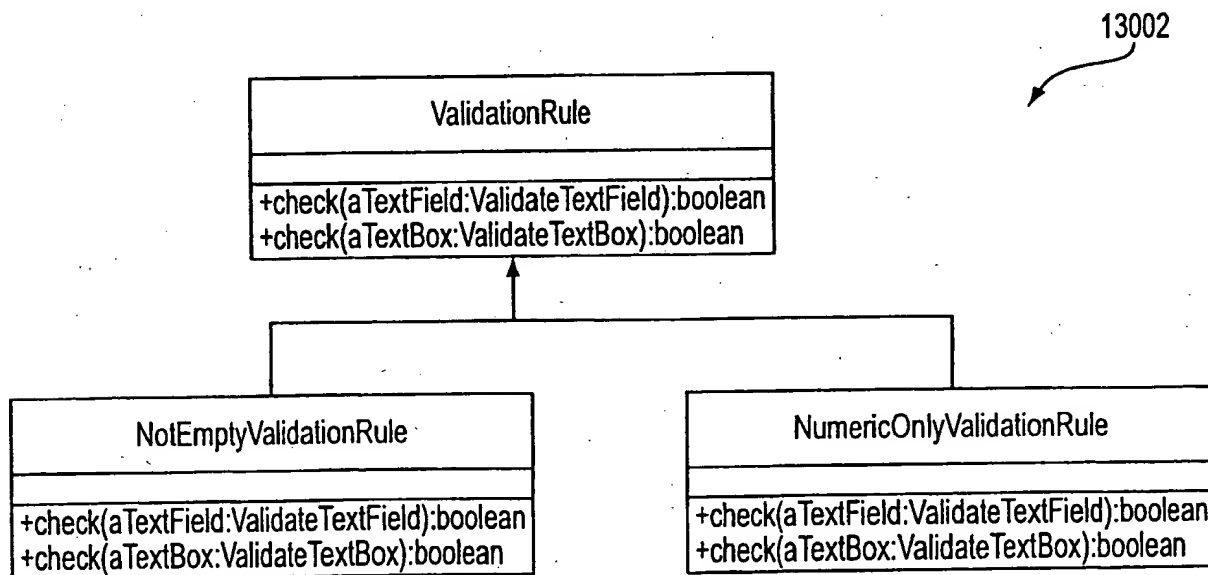 13002
ValidationRule
+check(aTextField:ValidateTextField):boolean
+check(aTextBox:ValidateTextBox):boolean
NotEmptyValidationRule
+check(aTextField:ValidateTextField):boolean
+check(aTextBox:ValidateTextBox):boolean
NumericOnlyValidationRule
+check(aTextField:ValidateTextField):boolean
+check(aTextBox:ValidateTextBox):boolean